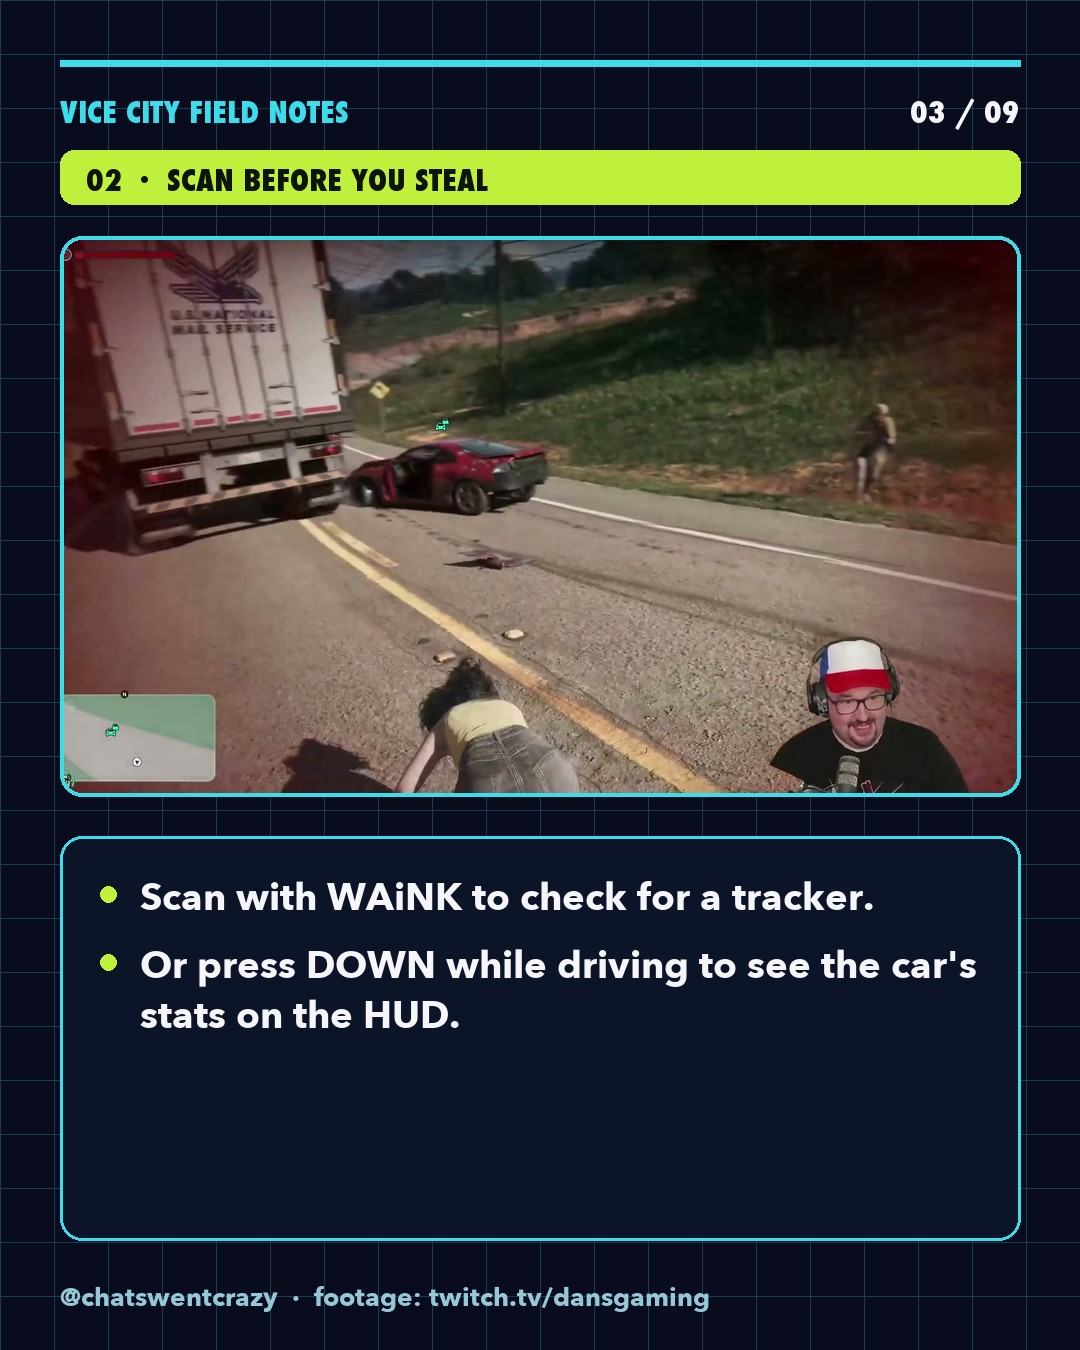 VICE CITY FIELD NOTES
03 / 09
02 · SCAN BEFORE YOU STEAL
U.S. NATIONAL
MAIL SERVICE
N
Scan with WAiNK to check for a tracker.
Or press DOWN while driving to see the car's
stats on the HUD.
@chatswentcrazy · footage: twitch.tv/dansgaming